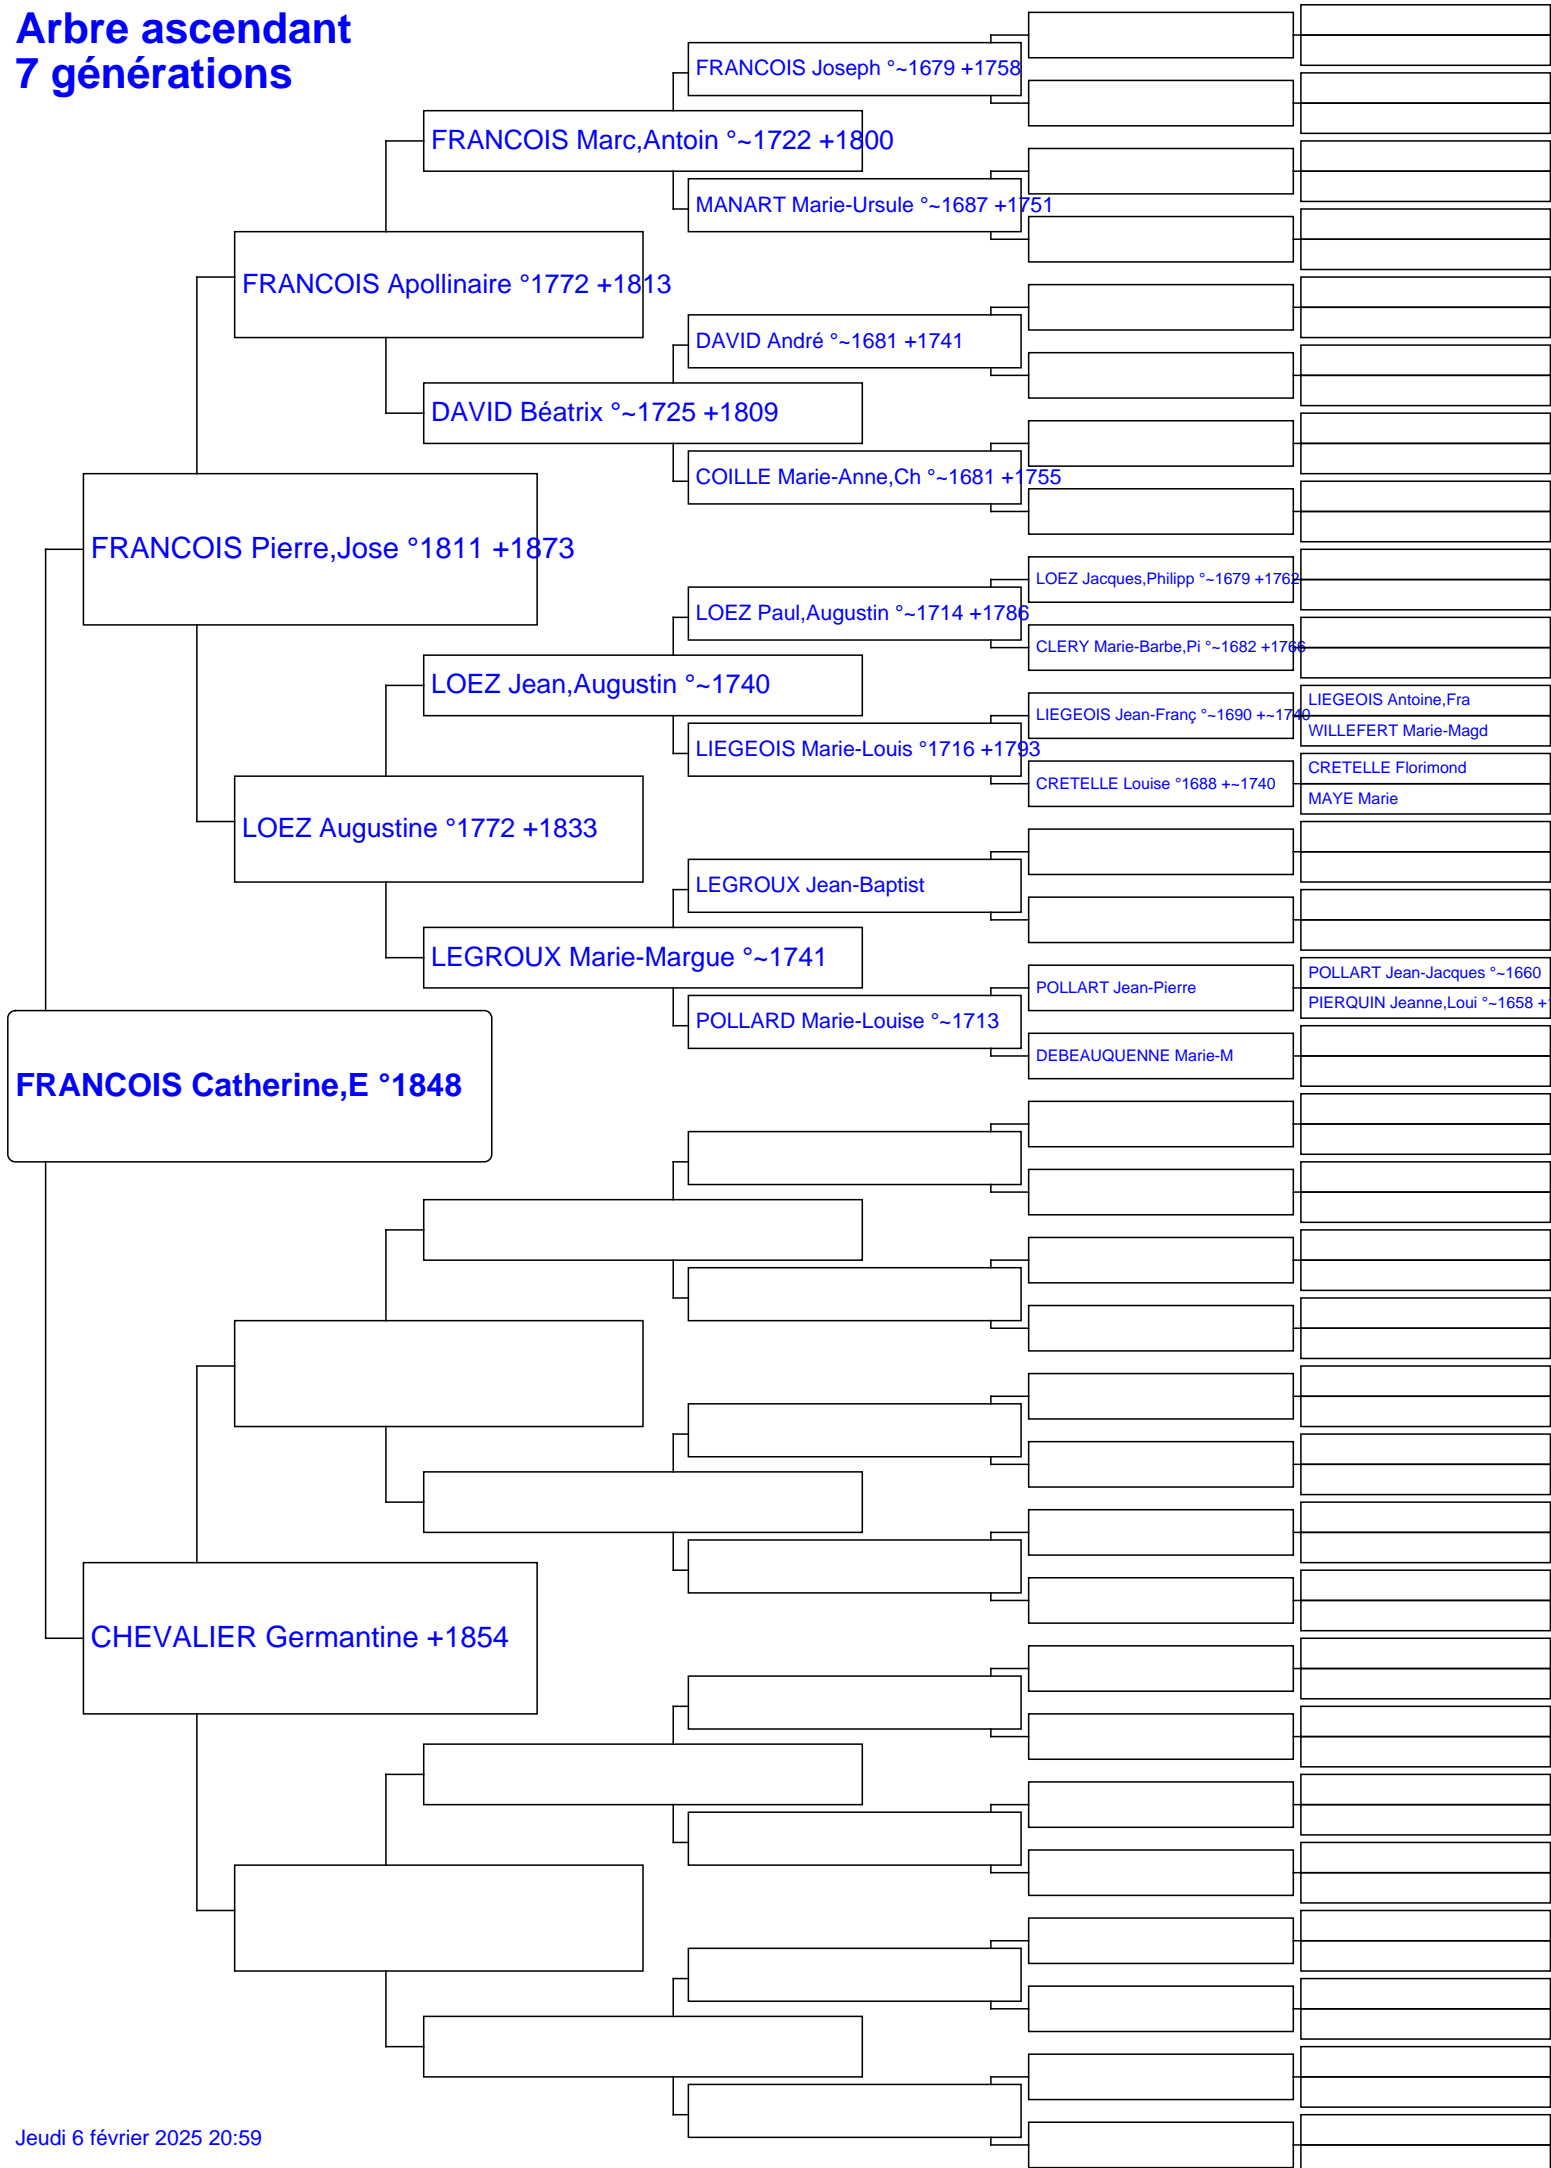 Arbre ascendant
7 générations
FRANCOIS Joseph °~1679 +1758
FRANCOIS Marc,Antoin °~1722 +1800
MANART Marie-Ursule °~1687 +1751
FRANCOIS Apollinaire °1772 +1813
DAVID André °~1681 +1741
DAVID Béatrix °~1725 +1809
COILLE Marie-Anne,Ch °~1681 +1755
FRANCOIS Pierre,Jose °1811 +1873
LOEZ Jacques,Philipp °~1679 +1762
LOEZ Paul,Augustin °~1714 +1786
CLERY Marie-Barbe,Pi °~1682 +1766
LOEZ Jean,Augustin °~1740
LIEGEOIS Antoine,Fra
LIEGEOIS Jean-Franç °~1690 +~1740
WILLEFERT Marie-Magd
LIEGEOIS Marie-Louis °1716 +1793
CRETELLE Florimond
CRETELLE Louise °1688 +~1740
MAYE Marie
LOEZ Augustine °1772 +1833
LEGROUX Jean-Baptist
LEGROUX Marie-Margue °~1741
POLLART Jean-Jacques °~1660
POLLART Jean-Pierre
PIERQUIN Jeanne,Loui °~1658 +
POLLARD Marie-Louise °~1713
DEBEAUQUENNE Marie-M
FRANCOIS Catherine,E °1848
CHEVALIER Germantine +1854
Jeudi 6 février 2025 20:59